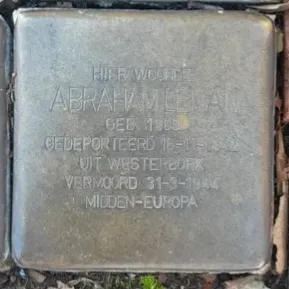 HIER WOONDE
ABRAHAM
GEB.
GEDEPORTEERD
UIT WESTERBORK
VERMOORD 31-3-1944
MIDDEN-EUROPA